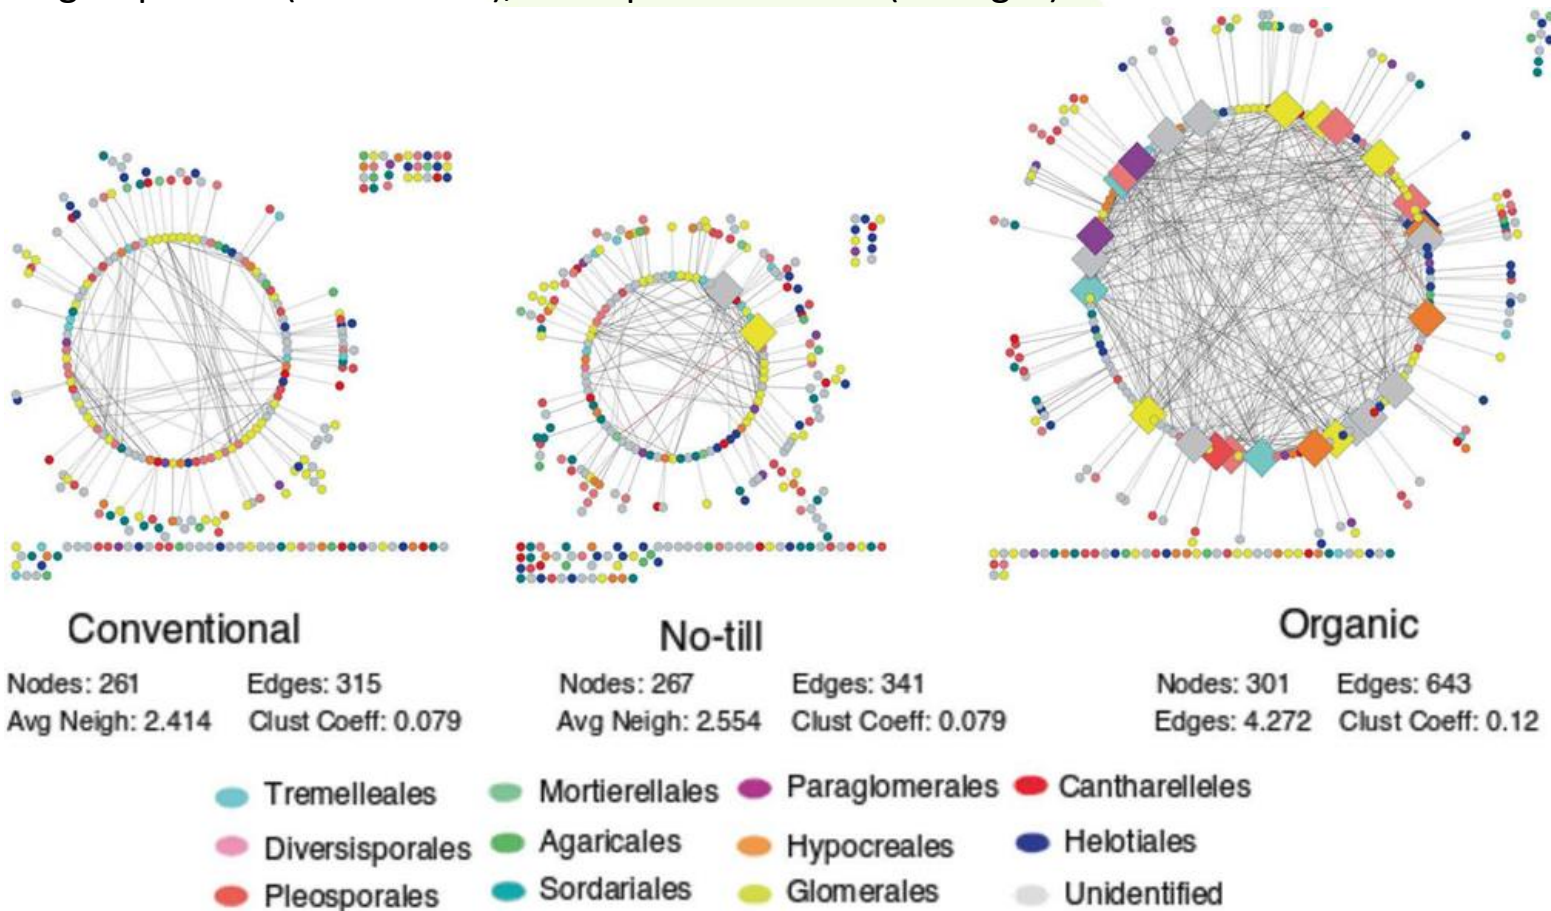 Conventional
No-till
Organic
Nodes: 261 Edges: 315
Avg Neigh: 2.414 Clust Coeff: 0.079
Nodes: 267 Edges: 341
Avg Neigh: 2.554 Clust Coeff: 0.079
Nodes: 301 Edges: 643
Edges: 4.272 Clust Coeff: 0.12
Tremelleales
Diversisporales
Pleosporales
Mortierellales
Agaricales
Sordariales
Paraglomerales
Hypocreales
Glomerales
Cantharelleles
Helotiales
Unidentified